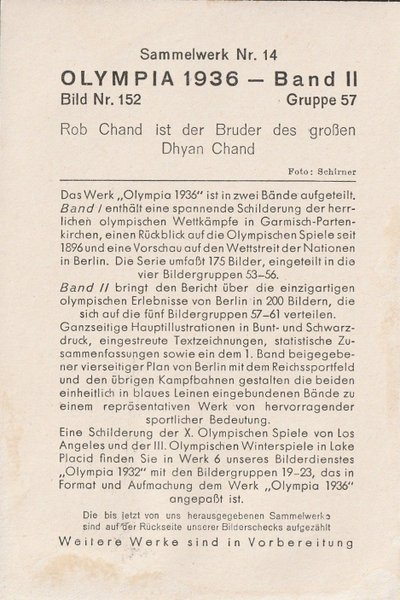 Sammelwerk Nr. 14
OLYMPIA 1936 — Band II
Bild Nr. 152 Gruppe 57
Rob Chand ist der Bruder des großen
Dhyan Chand
Foto: Schirner
Das Werk „Olympia 1936“ ist in zwei Bände aufgeteilt.
Band I enthält eine spannende Schilderung der herr-
lichen olympischen Wettkämpfe in Garmisch-Parten-
kirchen, einen Rückblick auf die Olympischen Spiele seit
1896 und eine Vorschau auf den Wettstreit der Nationen
in Berlin. Die Serie umfaßt 175 Bilder, eingeteilt in die
vier Bildergruppen 53–56.
Band II bringt den Bericht über die einzigartigen
olympischen Erlebnisse von Berlin in 200 Bildern, die
sich auf die fünf Bildergruppen 57–61 verteilen.
Ganzseitige Hauptillustrationen in Bunt- und Schwarz-
druck, eingestreute Textzeichnungen, statistische Zu-
sammenfassungen sowie ein dem 1. Band beigegebe-
ner vierseitiger Plan von Berlin mit dem Reichssportfeld
und den übrigen Kampfbahnen gestalten die beiden
einheitlich in blaues Leinen eingebundenen Bände zu
einem repräsentativen Werk von hervorragender
sportlicher Bedeutung.
Eine Schilderung der X. Olympischen Spiele von Los
Angeles und der III. Olympischen Winterspiele in Lake
Placid finden Sie in Werk 6 unseres Bilderdienstes
„Olympia 1932“ mit den Bildergruppen 19–23, das in
Format und Aufmachung dem Werk „Olympia 1936“
angepaßt ist.
Die bis jetzt von uns herausgegebenen Sammelwerke
sind auf der Rückseite unserer Bilderschecks aufgezählt
Weitere Werke sind in Vorbereitung